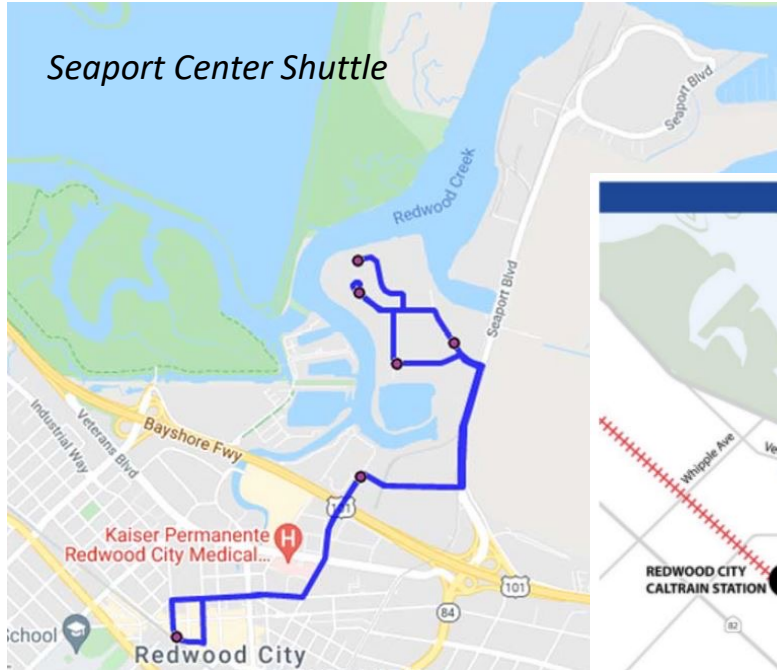 Seaport Center Shuttle
Seaport Blvd
Redwood Creek
Seaport Blvd
Industrial Way
Veterans Blvd
Bayshore Fwy
Whipple Ave
101
Kaiser Permanente
Redwood City Medical...
H
101
84
REDWOOD CITY
CALTRAIN STATION
82
School
Redwood City